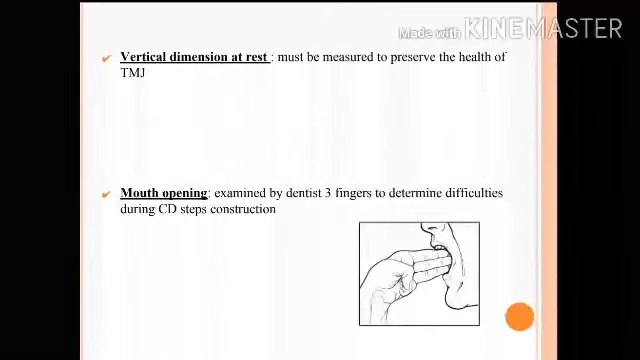 Made with KINEMASTER
✔ Vertical dimension at rest : must be measured to preserve the health of
TMJ
✔ Mouth opening: examined by dentist 3 fingers to determine difficulties
during CD steps construction